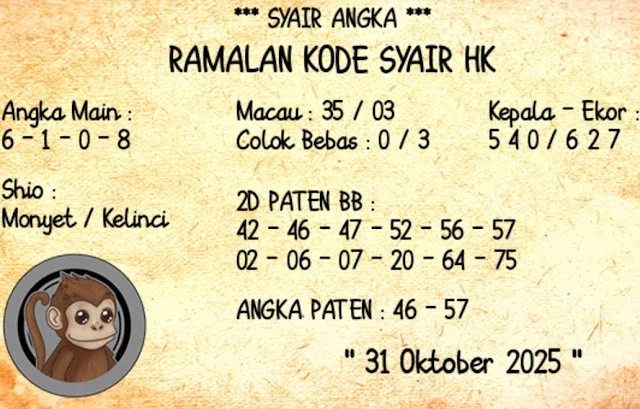 *** SYAIR ANGKA ***
RAMALAN KODE SYAIR HK
Angka Main :
6 - 1 - 0 - 8
Macau : 35 / 03
Colok Bebas : 0 / 3
Kepala - Ekor :
5 4 0 / 6 2 7
Shio :
Monyet / Kelinci
2D PATEN BB :
42 - 46 - 47 - 52 - 56 - 57
02 - 06 - 07 - 20 - 64 - 75
ANGKA PATEN : 46 - 57
" 31 Oktober 2025 "